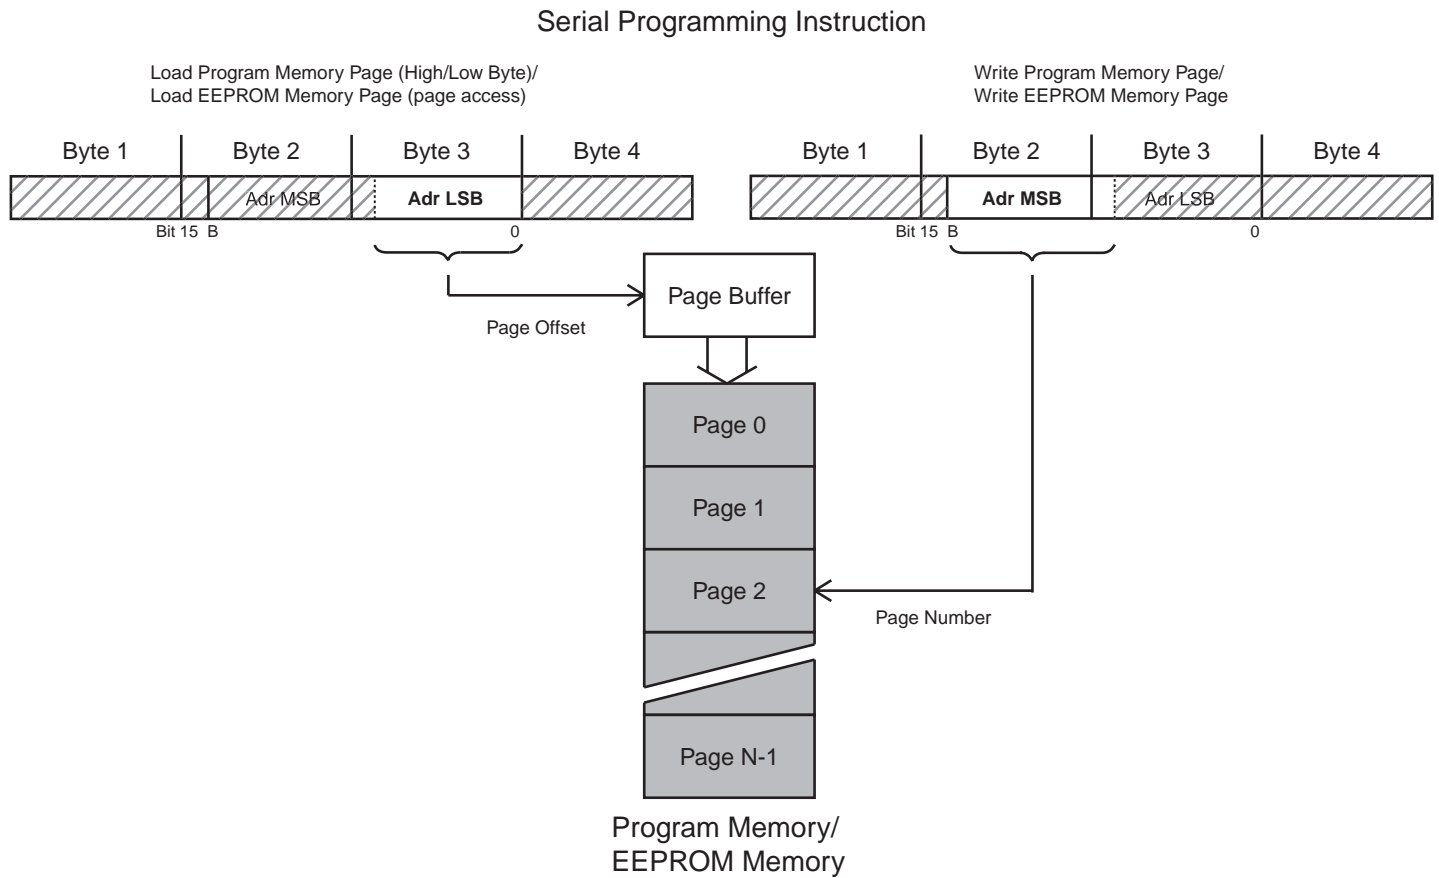 Serial Programming Instruction
Load Program Memory Page (High/Low Byte)/
Load EEPROM Memory Page (page access)
Byte 1 Byte 2 Byte 3 Byte 4
Adr MSB Adr LSB
Bit 15 B 0
Write Program Memory Page/
Write EEPROM Memory Page
Byte 1 Byte 2 Byte 3 Byte 4
Adr MSB Adr LSB
Bit 15 B 0
Page Offset
Page Buffer
Page 0
Page 1
Page 2
Page Number
Page N-1
Program Memory/
EEPROM Memory